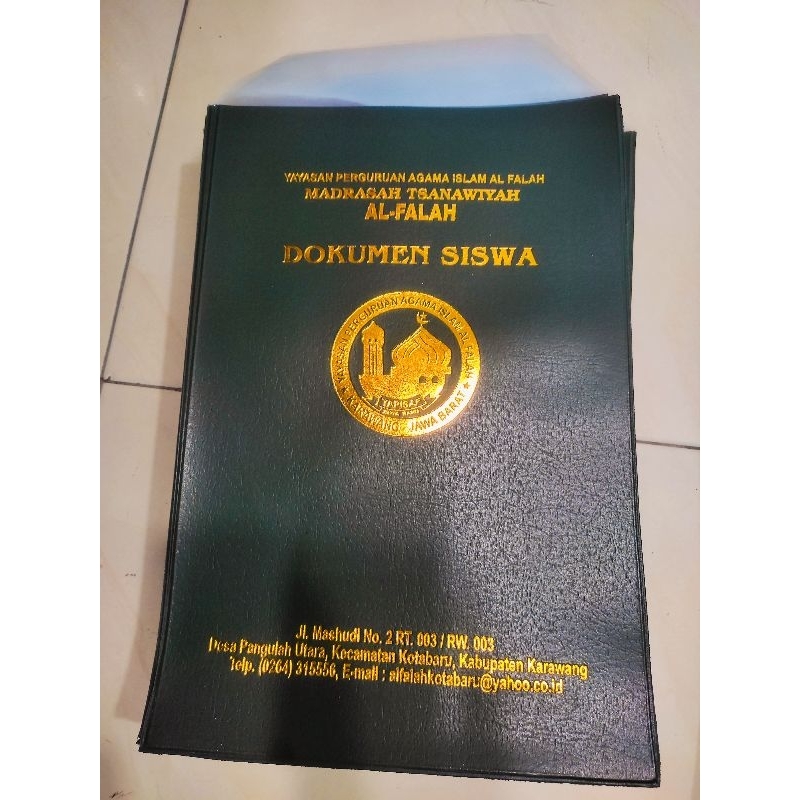 YAYASAN PERGURUAN AGAMA ISLAM AL FALAH
MADRASAH TSANAWIYAH
AL-FALAH
DOKUMEN SISWA
★ YAYASAN PERGURUAN AGAMA ISLAM AL FALAH ★
YAPISAF
KARAWANG - JAWA BARAT
Jl. Mashudi No. 2 RT. 003 / RW. 003
Desa Pangulah Utara, Kecamatan Kotabaru, Kabupaten Karawang
Telp. (0264) 315556, E-mail : alfalahkotabaru@yahoo.co.id